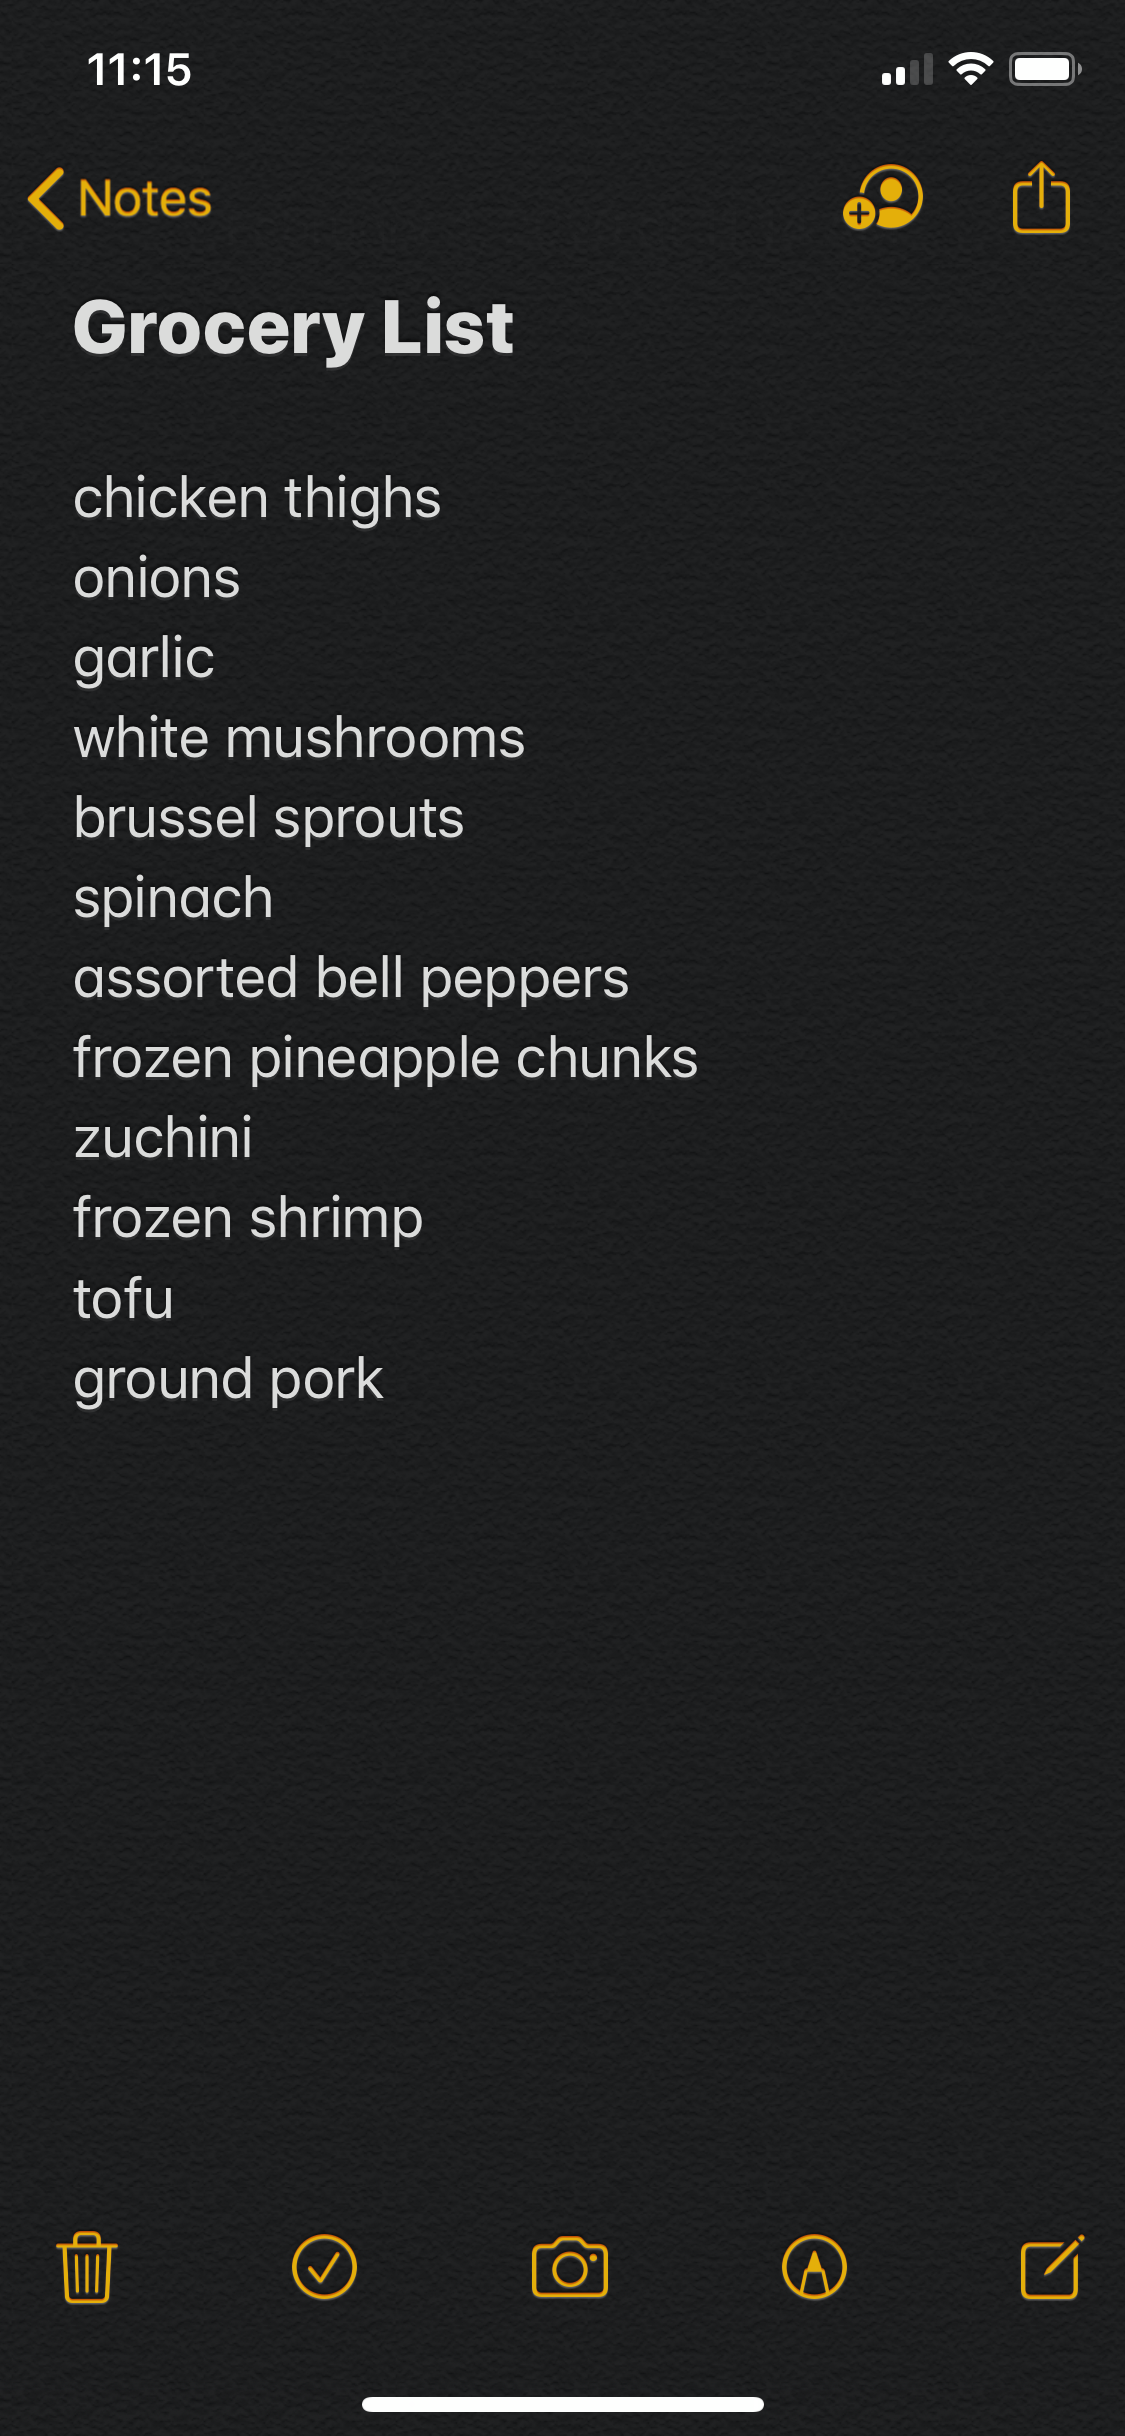 11:15
Notes
Grocery List
chicken thighs
onions
garlic
white mushrooms
brussel sprouts
spinach
assorted bell peppers
frozen pineapple chunks
zuchini
frozen shrimp
tofu
ground pork